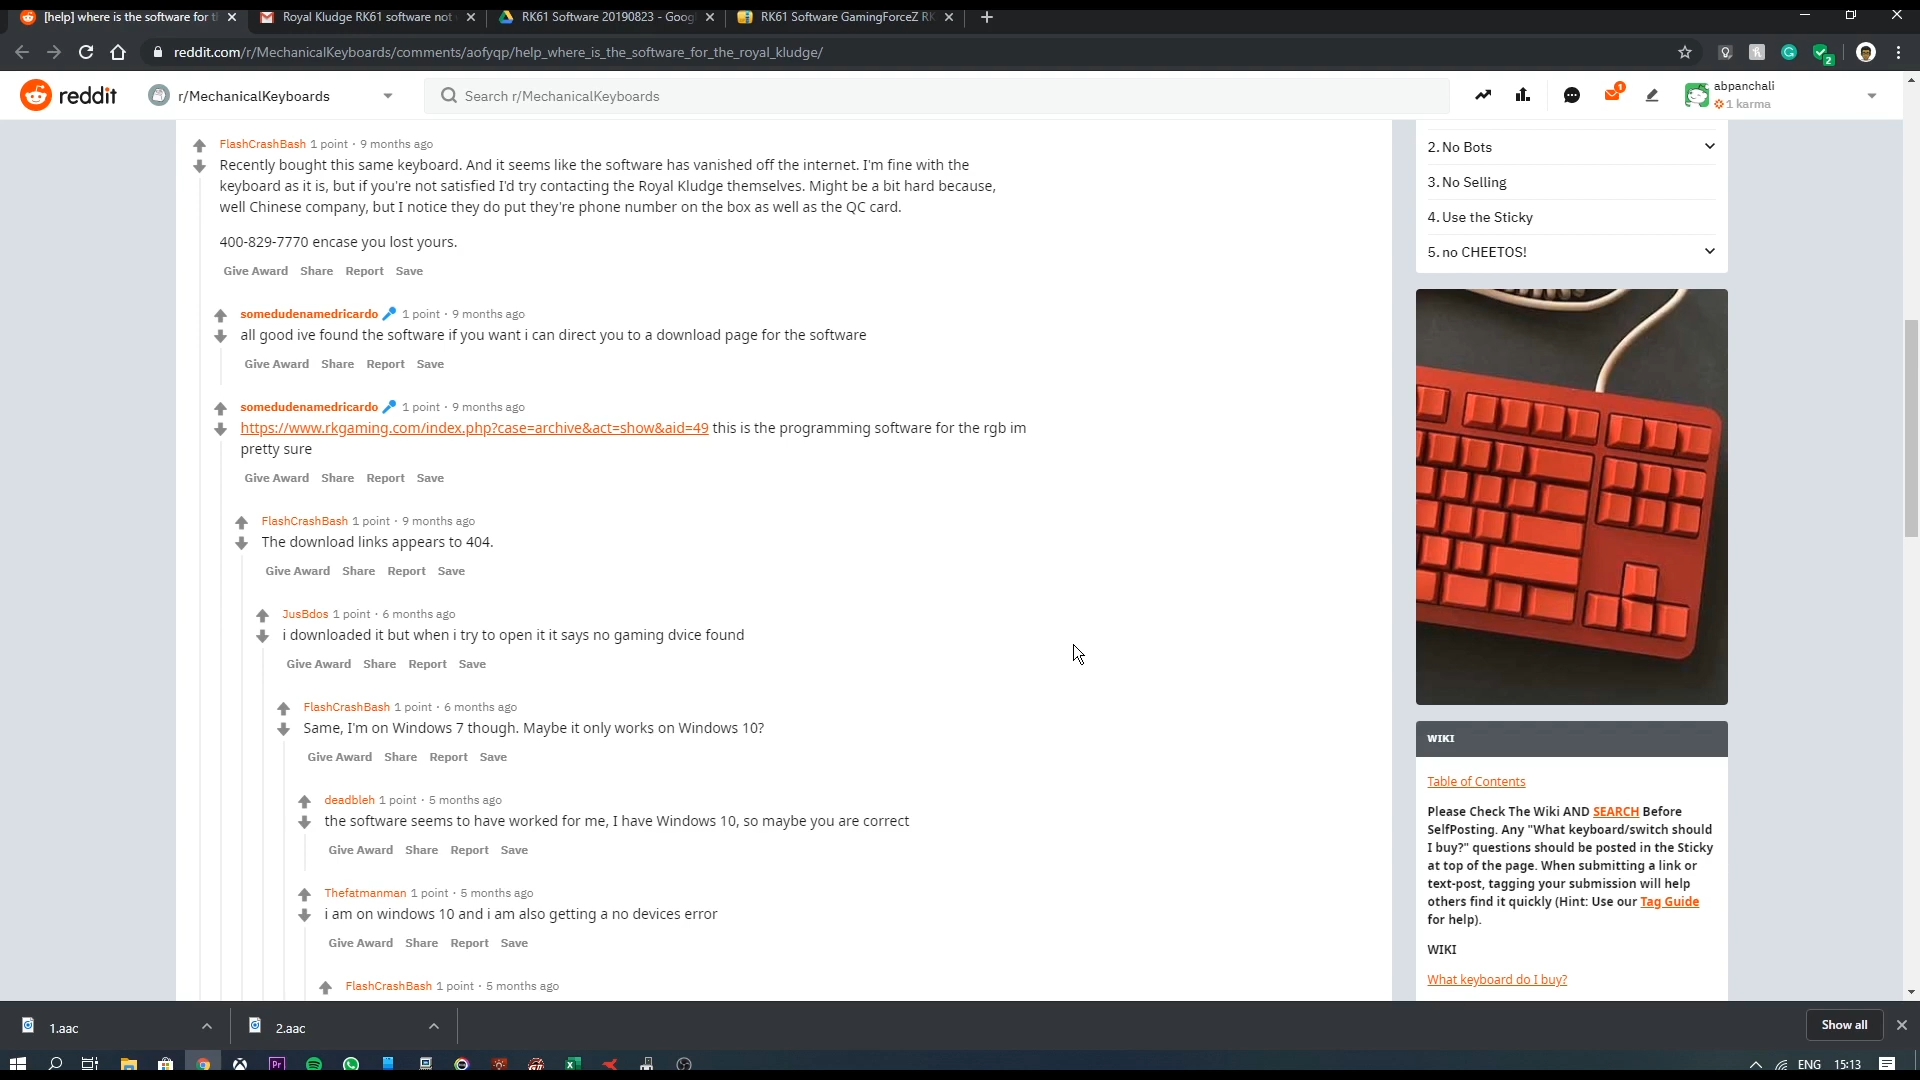 [help] where is the software for t
Royal Kludge RK61 software not
RK61 Software 20190823 - Goog
RK61 Software GamingForceZ RK
reddit.com/r/MechanicalKeyboards/comments/aofyqp/help_where_is_the_software_for_the_royal_kludge/
2
reddit
r/MechanicalKeyboards
Search r/MechanicalKeyboards
1
abpanchali
1 karma
FlashCrashBash 1 point · 9 months ago
Recently bought this same keyboard. And it seems like the software has vanished off the internet. I'm fine with the
keyboard as it is, but if you're not satisfied I'd try contacting the Royal Kludge themselves. Might be a bit hard because,
well Chinese company, but I notice they do put they're phone number on the box as well as the QC card.
400-829-7770 encase you lost yours.
Give Award Share Report Save
somedudenamedricardo 1 point · 9 months ago
all good ive found the software if you want i can direct you to a download page for the software
Give Award Share Report Save
somedudenamedricardo 1 point · 9 months ago
https://www.rkgaming.com/index.php?case=archive&act=show&aid=49 this is the programming software for the rgb im
pretty sure
Give Award Share Report Save
FlashCrashBash 1 point · 9 months ago
The download links appears to 404.
Give Award Share Report Save
JusBdos 1 point · 6 months ago
i downloaded it but when i try to open it it says no gaming dvice found
Give Award Share Report Save
FlashCrashBash 1 point · 6 months ago
Same, I'm on Windows 7 though. Maybe it only works on Windows 10?
Give Award Share Report Save
deadbleh 1 point · 5 months ago
the software seems to have worked for me, I have Windows 10, so maybe you are correct
Give Award Share Report Save
Thefatmanman 1 point · 5 months ago
i am on windows 10 and i am also getting a no devices error
Give Award Share Report Save
FlashCrashBash 1 point · 5 months ago
2. No Bots
3. No Selling
4. Use the Sticky
5. no CHEETOS!
WIKI
Table of Contents
Please Check The Wiki AND SEARCH Before
SelfPosting. Any "What keyboard/switch should
I buy?" questions should be posted in the Sticky
at top of the page. When submitting a link or
text-post, tagging your submission will help
others find it quickly (Hint: Use our Tag Guide
for help).
WIKI
What keyboard do I buy?
1.aac
2.aac
Show all
Pr
ENG
15:13